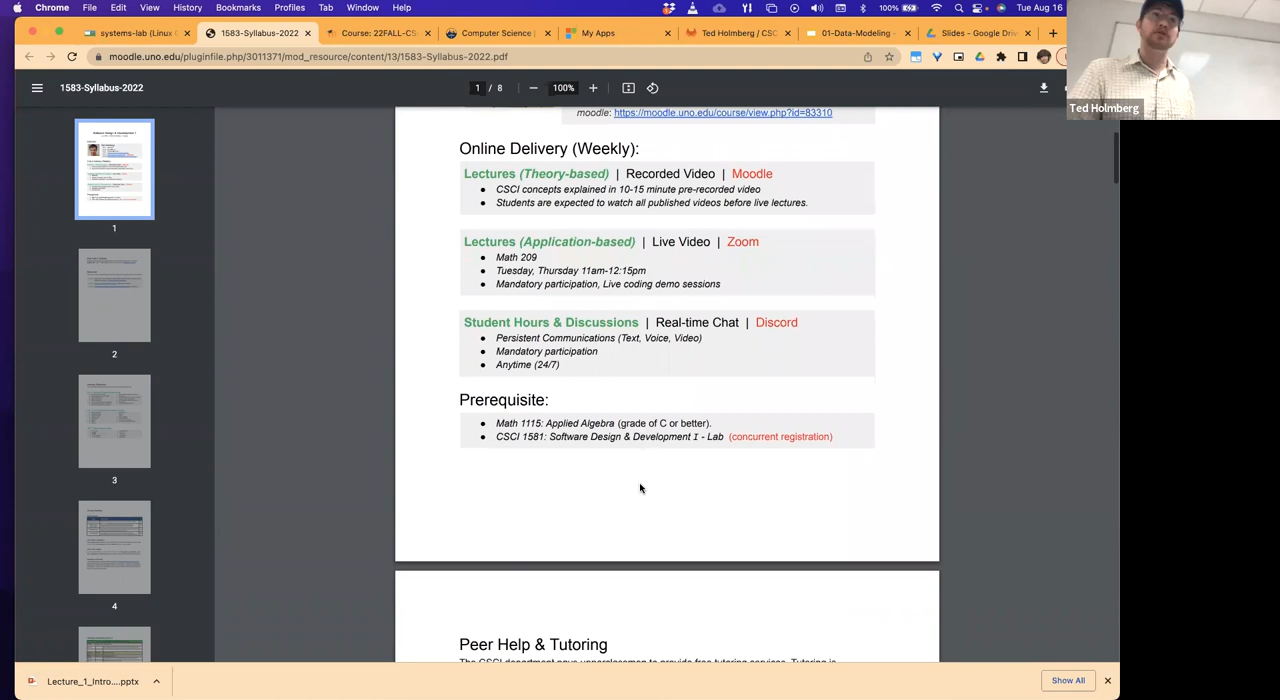 Chrome File Edit View History Bookmarks Profiles Tab Window Help 100% Tue Aug 16
systems-lab (Linux 1583-Syllabus-2022 Course: 22FALL-CS Computer Science | My Apps Ted Holmberg / CSC 01-Data-Modeling - Slides - Google Driv
moodle.uno.edu/pluginfile.php/3011371/mod_resource/content/13/1583-Syllabus-2022.pdf
1583-Syllabus-2022 1 / 8 100%
Ted Holmberg
moodle: https://moodle.uno.edu/course/view.php?id=83310
Online Delivery (Weekly):
Lectures (Theory-based) | Recorded Video | Moodle
● CSCI concepts explained in 10-15 minute pre-recorded video
● Students are expected to watch all published videos before live lectures.
Lectures (Application-based) | Live Video | Zoom
● Math 209
● Tuesday, Thursday 11am-12:15pm
● Mandatory participation, Live coding demo sessions
Student Hours & Discussions | Real-time Chat | Discord
● Persistent Communications (Text, Voice, Video)
● Mandatory participation
● Anytime (24/7)
Prerequisite:
● Math 1115: Applied Algebra (grade of C or better).
● CSCI 1581: Software Design & Development I - Lab (concurrent registration)
Peer Help & Tutoring
1
2
3
4
Lecture_1_Intro....pptx
Show All